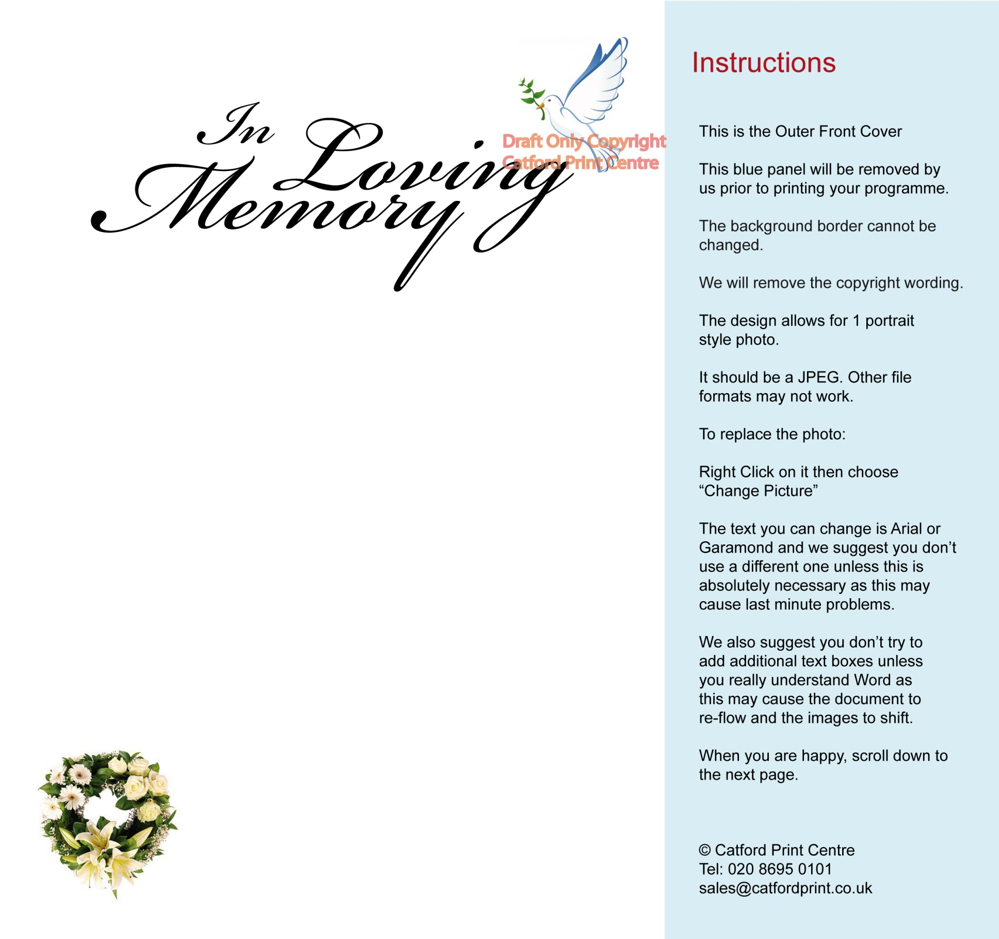 In Loving
Memory
Draft Only Copyright
Catford Print Centre
Instructions
This is the Outer Front Cover
This blue panel will be removed by
us prior to printing your programme.
The background border cannot be
changed.
We will remove the copyright wording.
The design allows for 1 portrait
style photo.
It should be a JPEG. Other file
formats may not work.
To replace the photo:
Right Click on it then choose
“Change Picture”
The text you can change is Arial or
Garamond and we suggest you don’t
use a different one unless this is
absolutely necessary as this may
cause last minute problems.
We also suggest you don’t try to
add additional text boxes unless
you really understand Word as
this may cause the document to
re-flow and the images to shift.
When you are happy, scroll down to
the next page.
© Catford Print Centre
Tel: 020 8695 0101
sales@catfordprint.co.uk